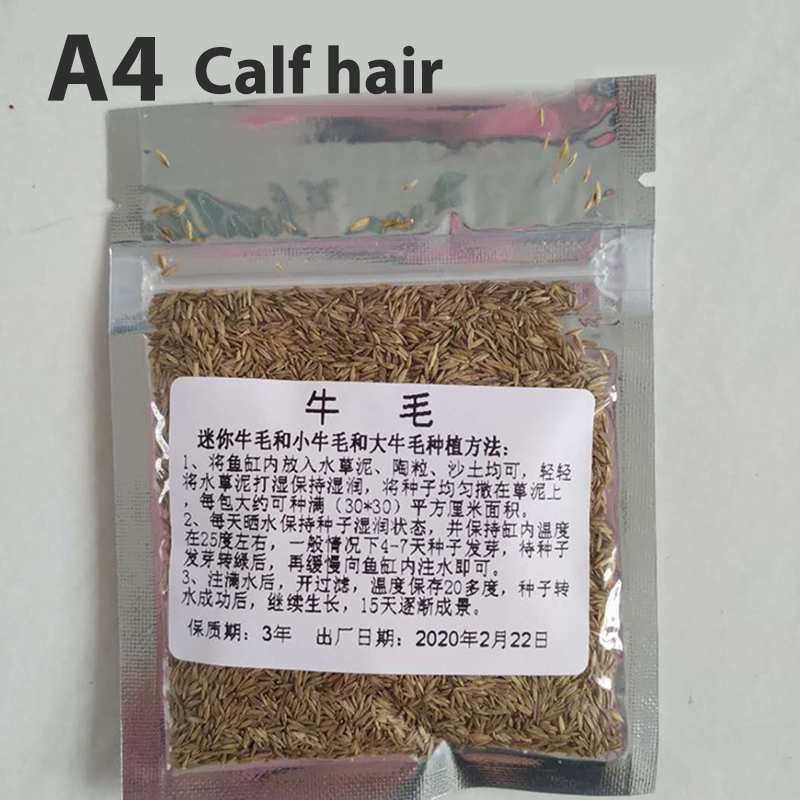 A4 Calf hair
牛 毛
迷你牛毛和小牛毛和大牛毛种植方法:
1、将鱼缸内放入水草泥、陶粒、沙土均可，轻轻
将水草泥打湿保持湿润，将种子均匀撒在草泥上
，每包大约可种满（30*30）平方厘米面积。
2、每天晒水保持种子湿润状态，并保持缸内温度
在25度左右，一般情况下4-7天种子发芽，待种子
发芽转绿后，再缓慢向鱼缸内注水即可。
3、注满水后，开过滤，温度保存20多度，种子转
水成功后，继续生长，15天逐渐成景。
保质期: 3年 出厂日期: 2020年2月22日